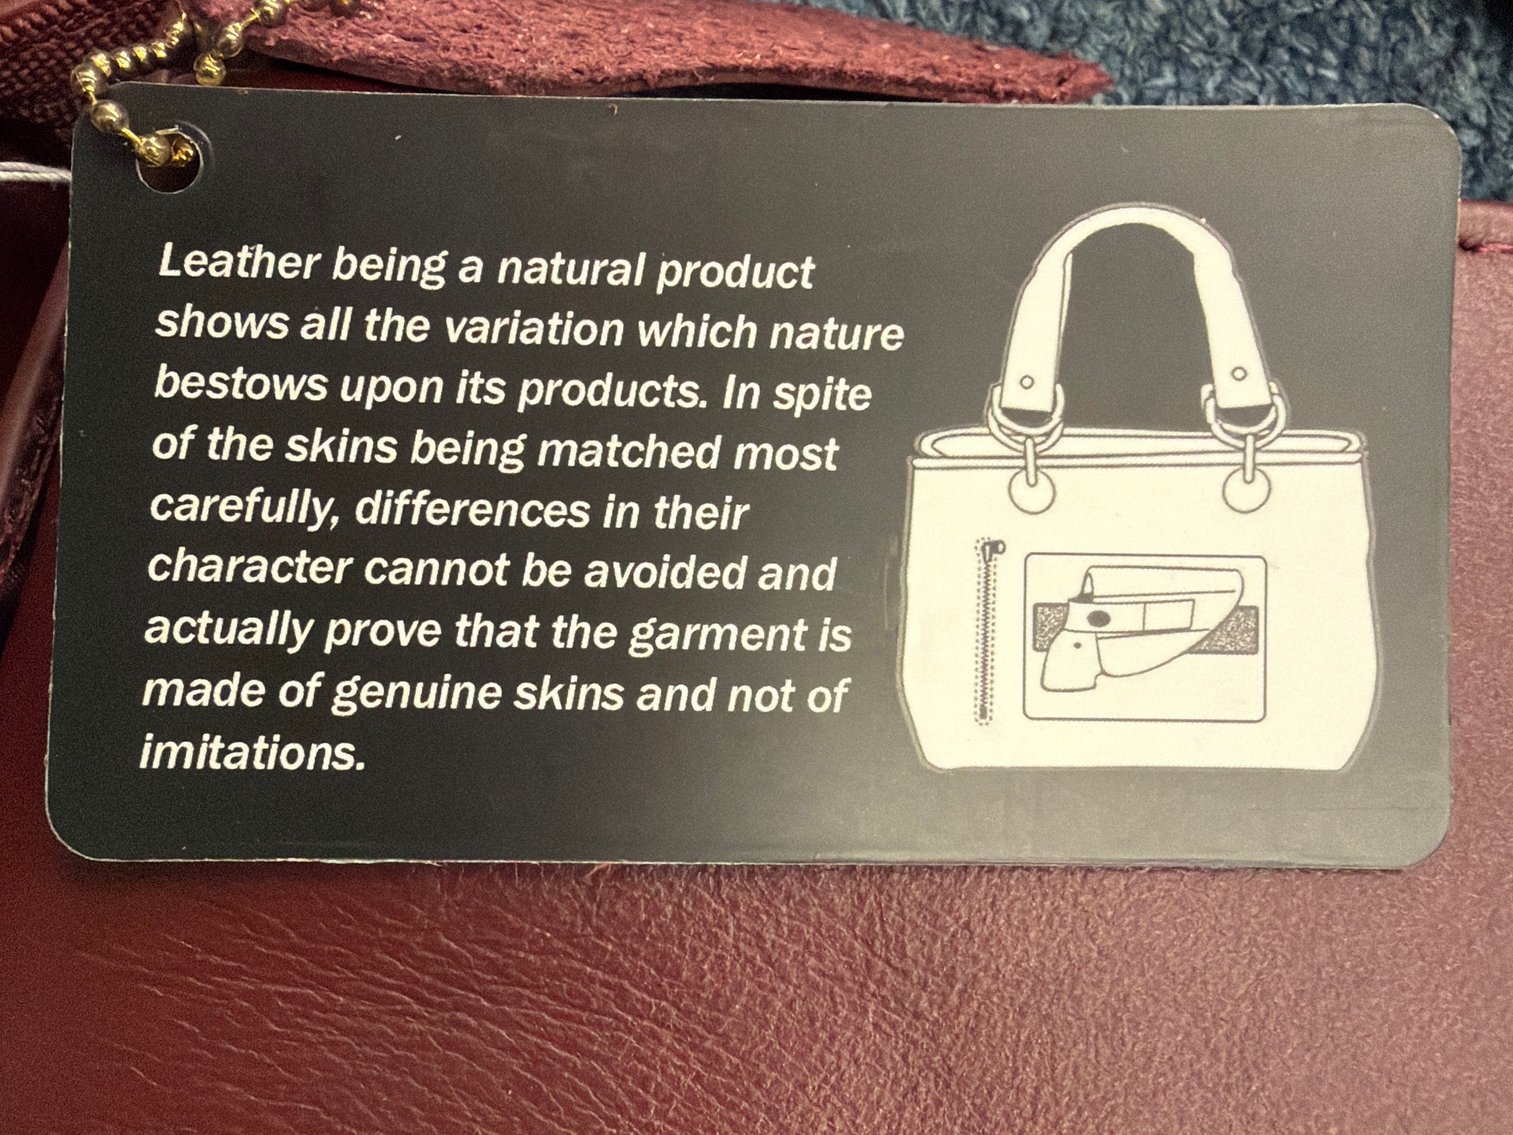 Leather being a natural product
shows all the variation which nature
bestows upon its products. In spite
of the skins being matched most
carefully, differences in their
character cannot be avoided and
actually prove that the garment is
made of genuine skins and not of
imitations.